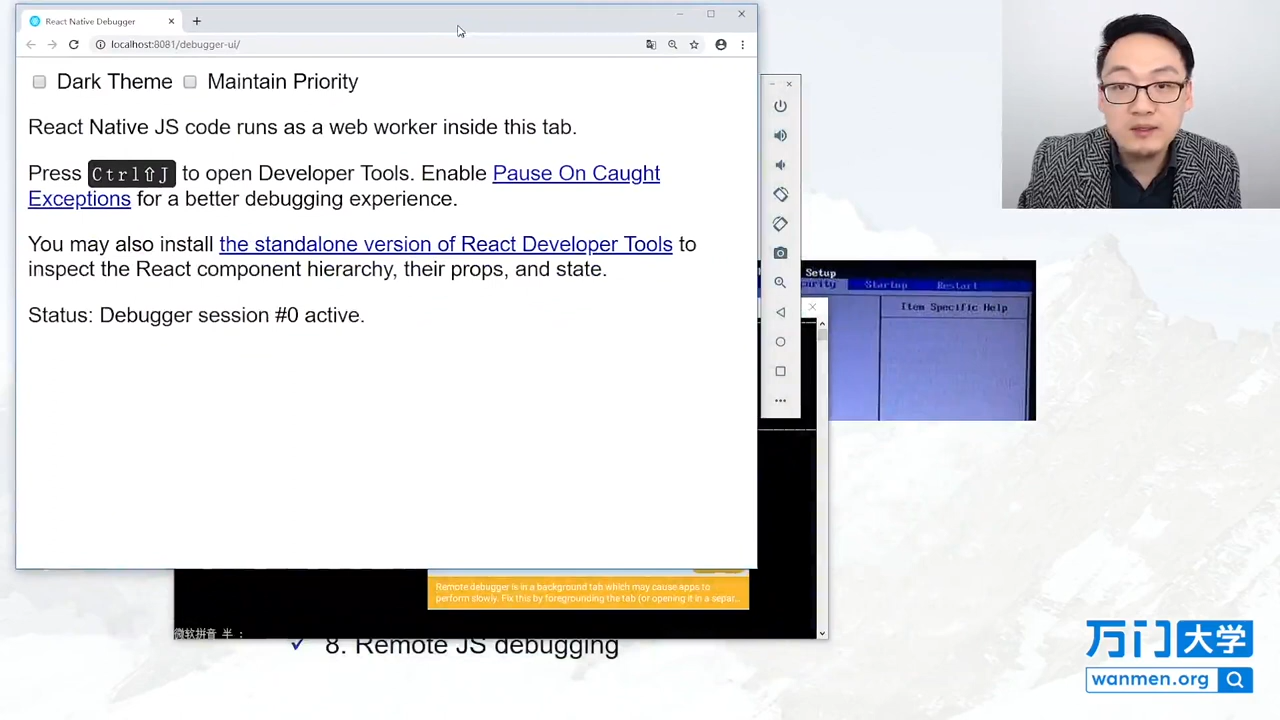 React Native Debugger
localhost:8081/debugger-ui/
Dark Theme Maintain Priority
React Native JS code runs as a web worker inside this tab.
Press Ctrl⇧J to open Developer Tools. Enable Pause On Caught
Exceptions for a better debugging experience.
You may also install the standalone version of React Developer Tools to
inspect the React component hierarchy, their props, and state.
Status: Debugger session #0 active.
Setup
Startup Restart
Item Specific Help
Remote debugger is in a background tab which may cause apps to
perform slowly. Fix this by foregrounding the tab (or opening it in a separ...
微软拼音 半 :
8. Remote JS debugging
万门大学
wanmen.org